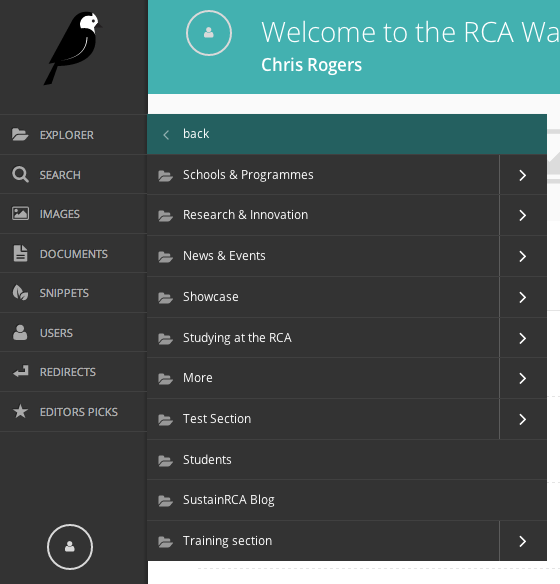 Welcome to the RCA Wa
Chris Rogers
EXPLORER
SEARCH
IMAGES
DOCUMENTS
SNIPPETS
USERS
REDIRECTS
EDITORS PICKS
back
Schools & Programmes
Research & Innovation
News & Events
Showcase
Studying at the RCA
More
Test Section
Students
SustainRCA Blog
Training section